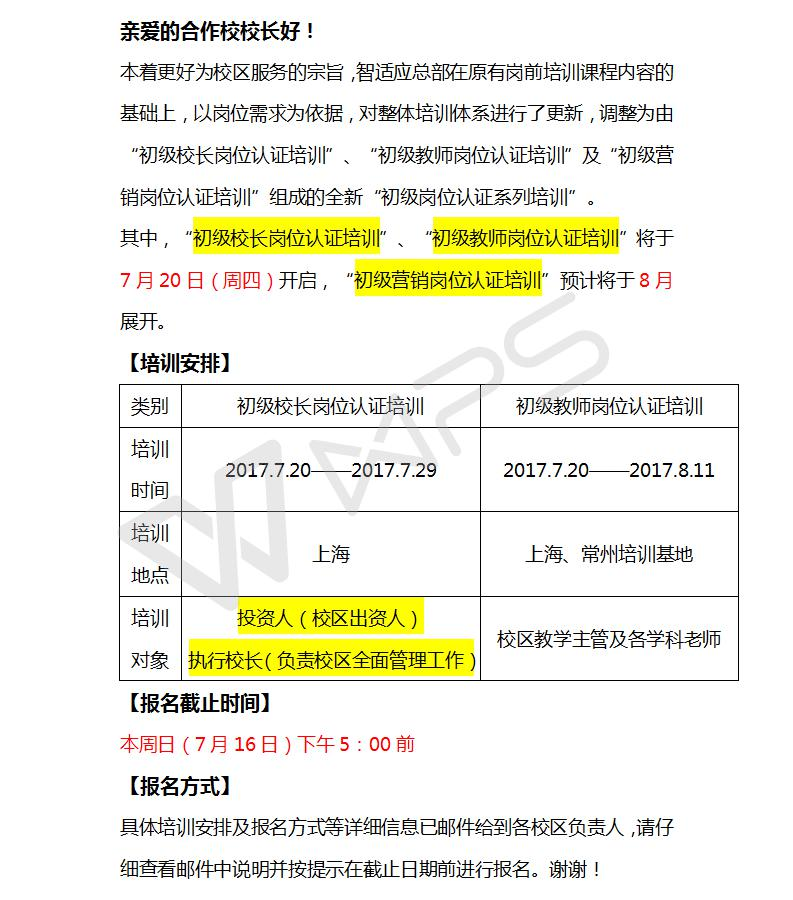 亲爱的合作校校长好！
本着更好为校区服务的宗旨，智适应总部在原有岗前培训课程内容的
基础上，以岗位需求为依据，对整体培训体系进行了更新，调整为由
“初级校长岗位认证培训”、“初级教师岗位认证培训”及“初级营
销岗位认证培训”组成的全新“初级岗位认证系列培训”。
其中，“初级校长岗位认证培训”、“初级教师岗位认证培训”将于
7月20日（周四）开启，“初级营销岗位认证培训”预计将于8月
展开。
【培训安排】
类别 初级校长岗位认证培训 初级教师岗位认证培训
培训
时间 2017.7.20——2017.7.29 2017.7.20——2017.8.11
培训
地点 上海 上海、常州培训基地
培训 投资人（校区出资人）
对象 执行校长（负责校区全面管理工作） 校区教学主管及各学科老师
【报名截止时间】
本周日（7月16日）下午5：00前
【报名方式】
具体培训安排及报名方式等详细信息已邮件给到各校区负责人，请仔
细查看邮件中说明并按提示在截止日期前进行报名。谢谢！
WPS